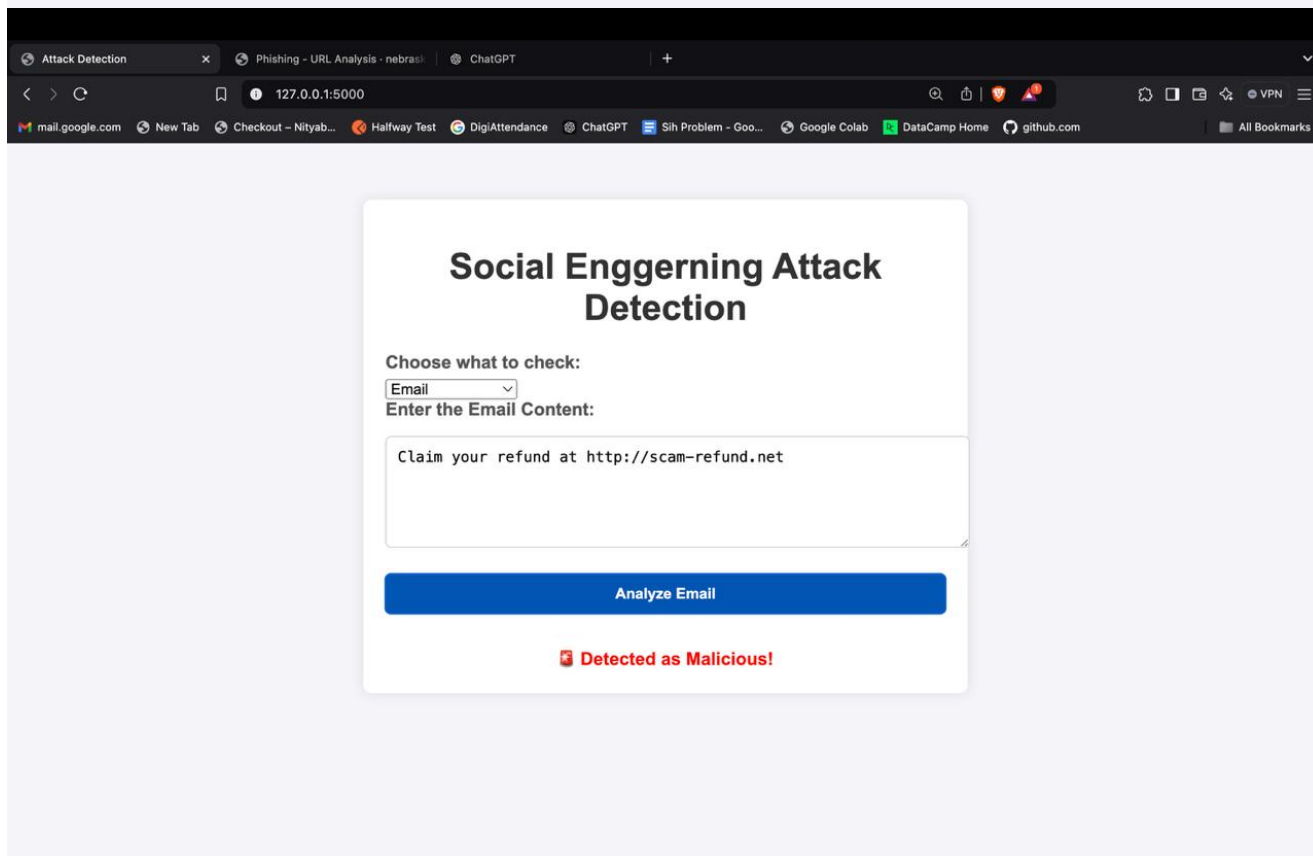 Attack Detection
Phishing - URL Analysis · nebrask
ChatGPT
127.0.0.1:5000
VPN
mail.google.com New Tab Checkout – Nityab... Halfway Test DigiAttendance ChatGPT Sih Problem - Goo... Google Colab DataCamp Home github.com All Bookmarks
Social Enggerning Attack
Detection
Choose what to check:
Email
Enter the Email Content:
Claim your refund at http://scam-refund.net
Analyze Email
🚨 Detected as Malicious!